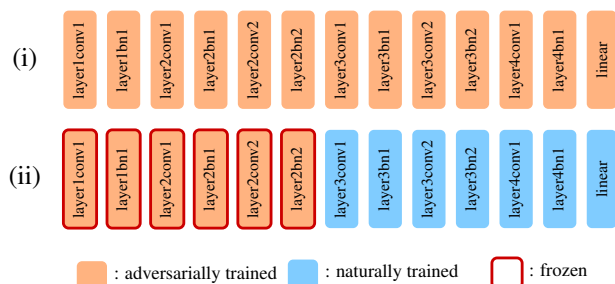 (i) layer1conv1 layer1bn1 layer2conv1 layer2bn1 layer2conv2 layer2bn2 layer3conv1 layer3bn1 layer3conv2 layer3bn2 layer4conv1 layer4bn1 linear
(ii) layer1conv1 layer1bn1 layer2conv1 layer2bn1 layer2conv2 layer2bn2 layer3conv1 layer3bn1 layer3conv2 layer3bn2 layer4conv1 layer4bn1 linear
: adversarially trained : naturally trained : frozen